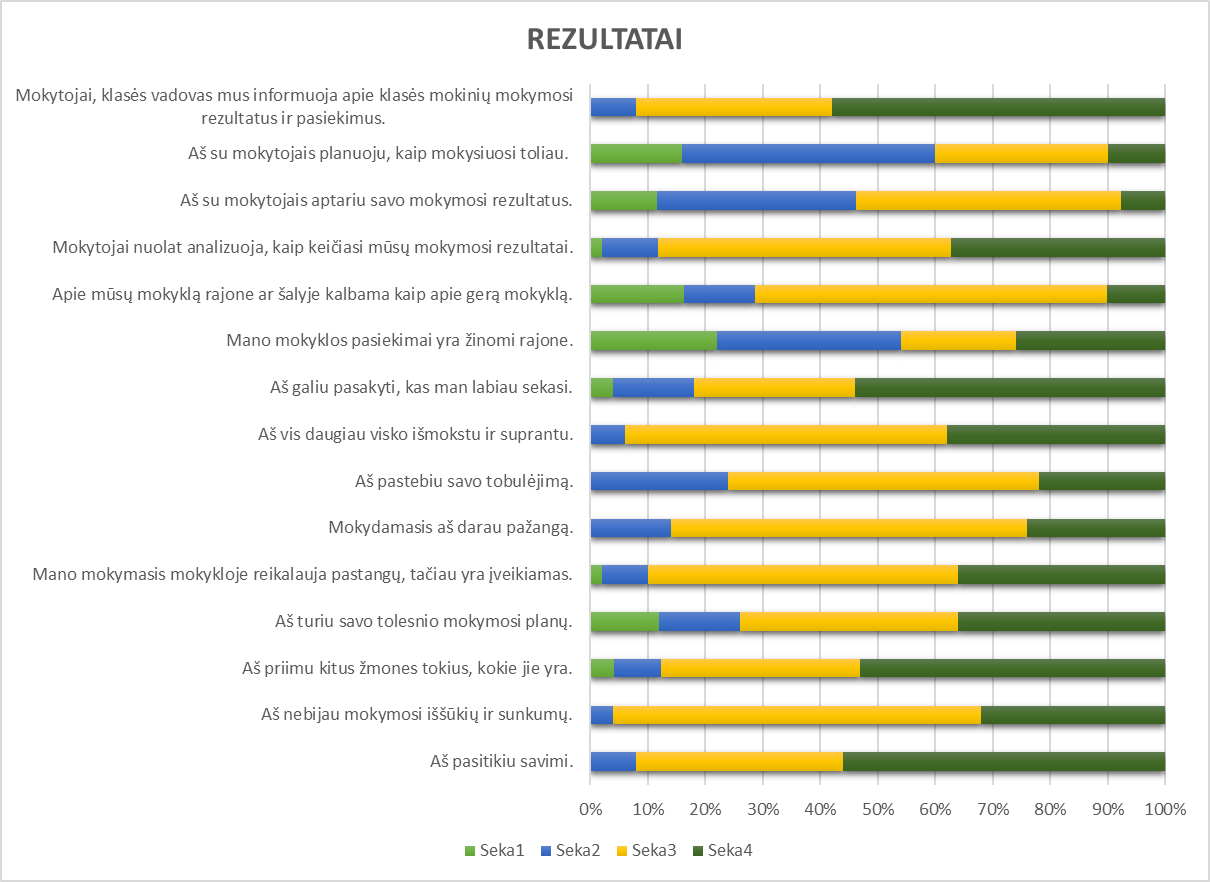 REZULTATAI
Mokytojai, klasės vadovas mus informuoja apie klasės mokinių mokymosi
rezultatus ir pasiekimus.
Aš su mokytojais planuoju, kaip mokysiuosi toliau.
Aš su mokytojais aptariu savo mokymosi rezultatus.
Mokytojai nuolat analizuoja, kaip keičiasi mūsų mokymosi rezultatai.
Apie mūsų mokyklą rajone ar šalyje kalbama kaip apie gerą mokyklą.
Mano mokyklos pasiekimai yra žinomi rajone.
Aš galiu pasakyti, kas man labiau sekasi.
Aš vis daugiau visko išmokstu ir suprantu.
Aš pastebiu savo tobulėjimą.
Mokydamasis aš darau pažangą.
Mano mokymasis mokykloje reikalauja pastangų, tačiau yra įveikiamas.
Aš turiu savo tolesnio mokymosi planų.
Aš priimu kitus žmones tokius, kokie jie yra.
Aš nebijau mokymosi iššūkių ir sunkumų.
Aš pasitikiu savimi.
0% 10% 20% 30% 40% 50% 60% 70% 80% 90% 100%
Seka1 Seka2 Seka3 Seka4